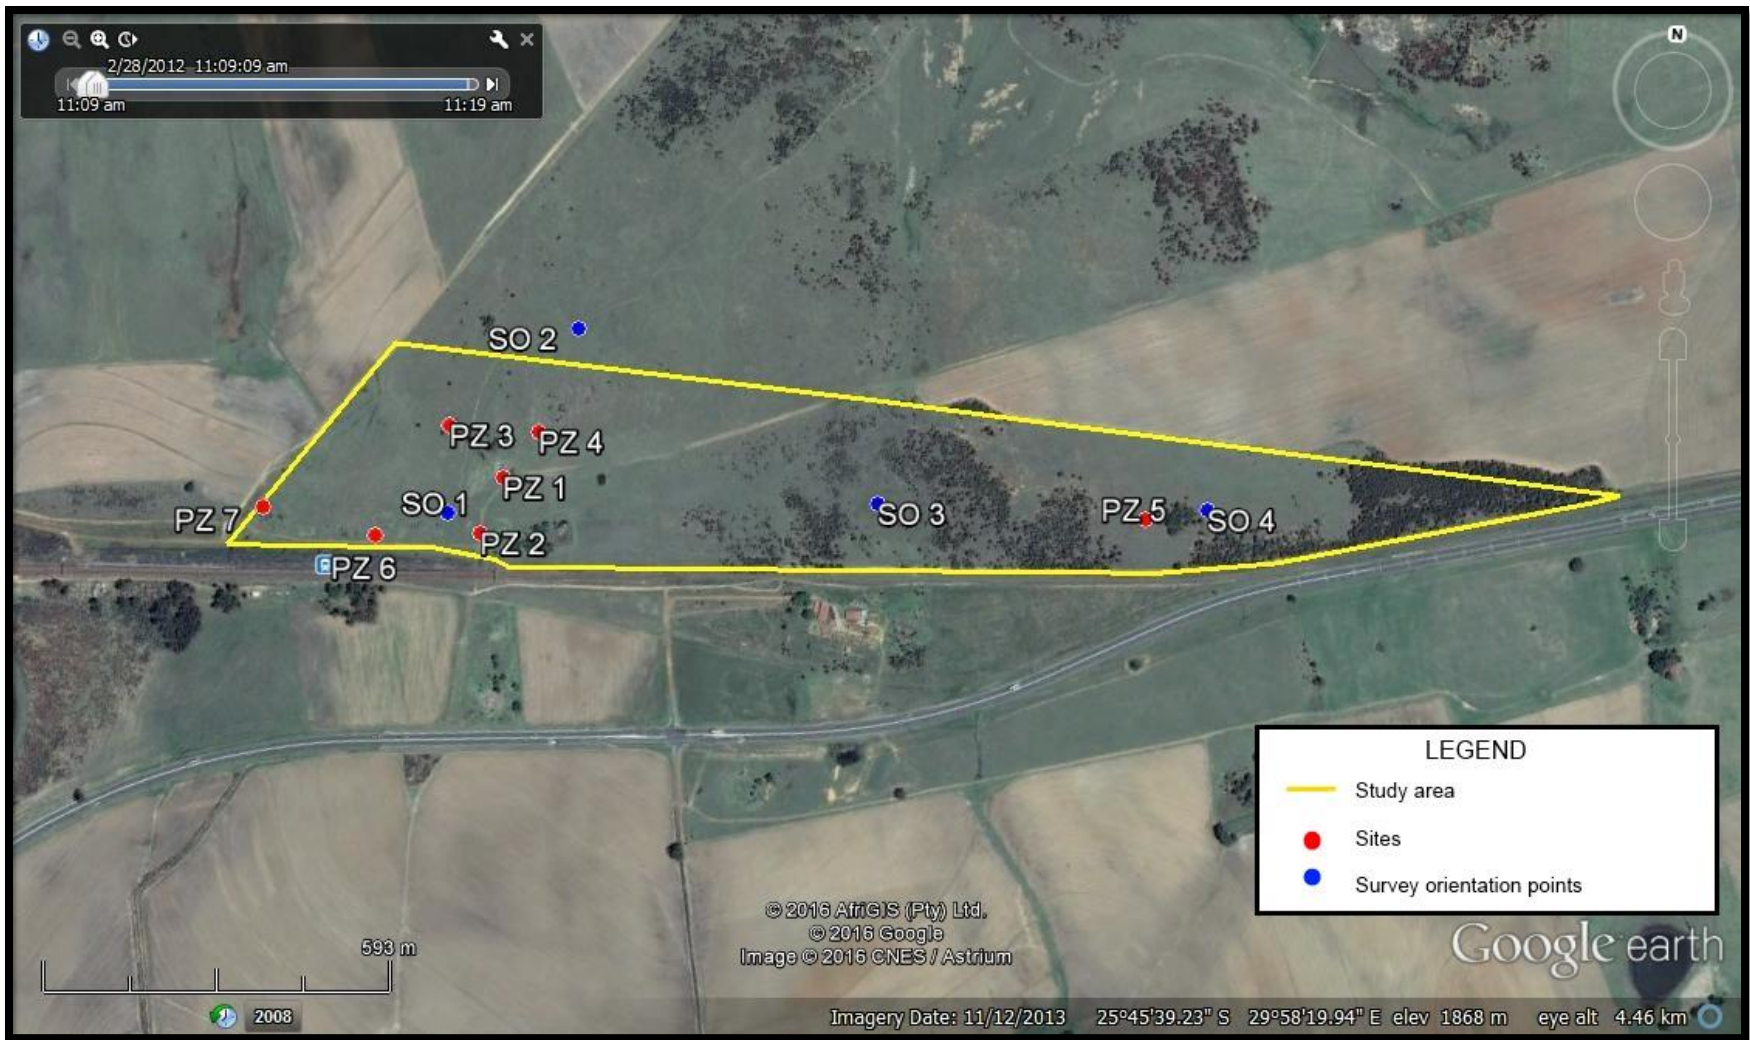 N
2/28/2012 11:09:09 am
11:09 am 11:19 am
SO 2
PZ 3
PZ 4
PZ 1
SO 1
SO 3
PZ 5
SO 4
PZ 7
PZ 2
PZ 6
LEGEND
Study area
Sites
Survey orientation points
593 m
© 2016 AfriGIS (Pty) Ltd.
© 2016 Google
Image © 2016 CNES / Astrium
Google earth
2008
Imagery Date: 11/12/2013 25°45'39.23" S 29°58'19.94" E elev 1868 m eye alt 4.46 km